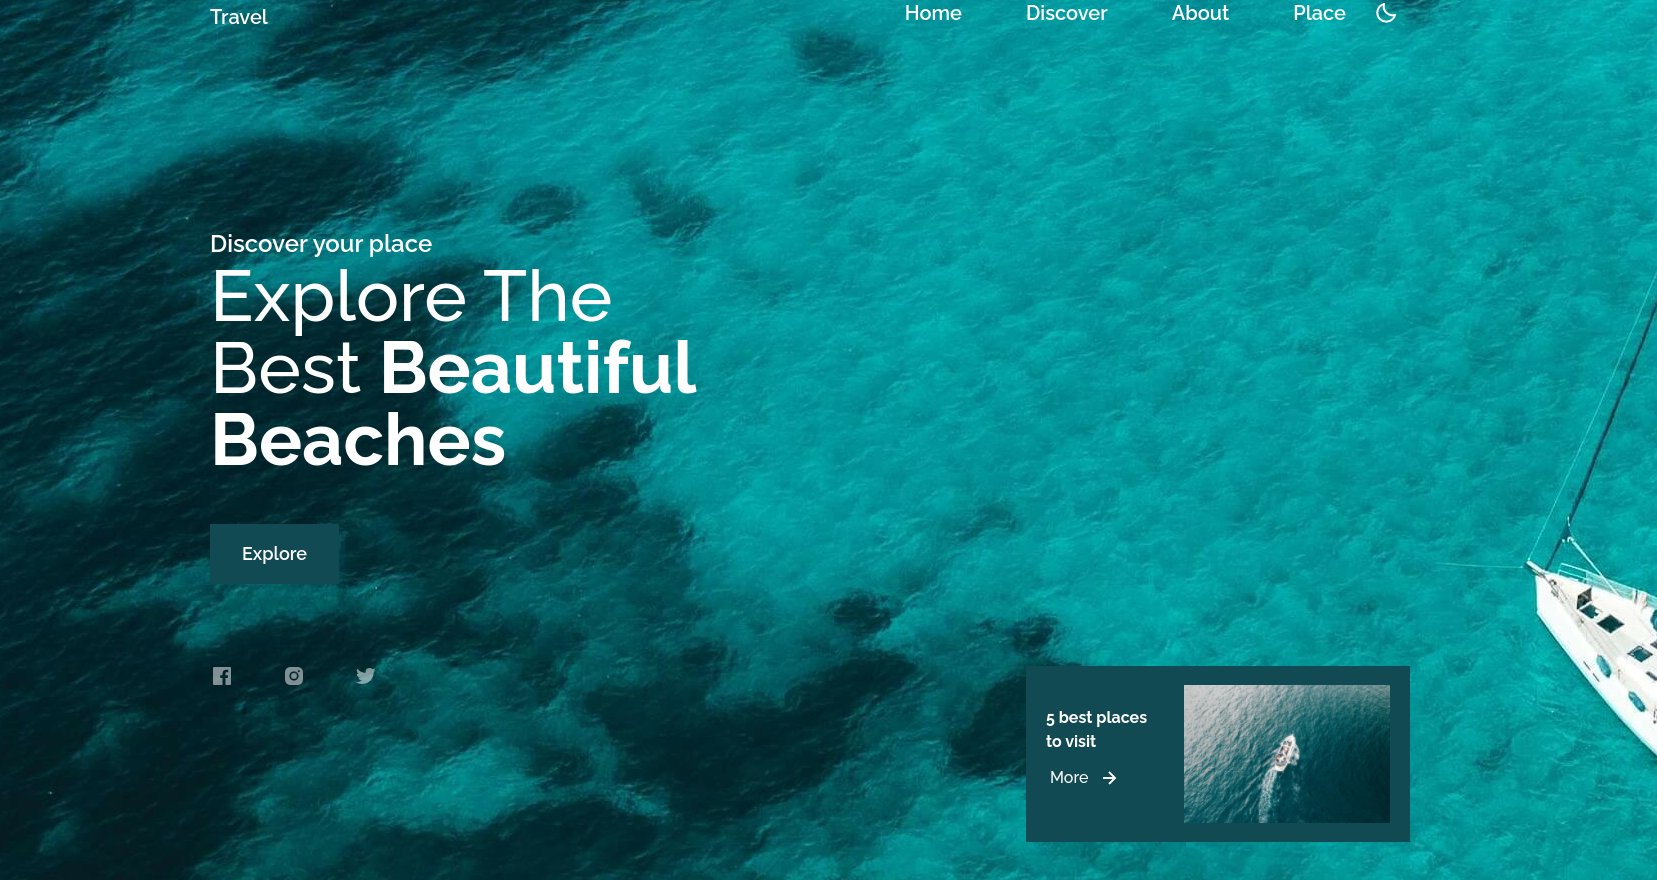 Travel
Home
Discover
About
Place
Discover your place
Explore The
Best Beautiful
Beaches
Explore
5 best places
to visit
More